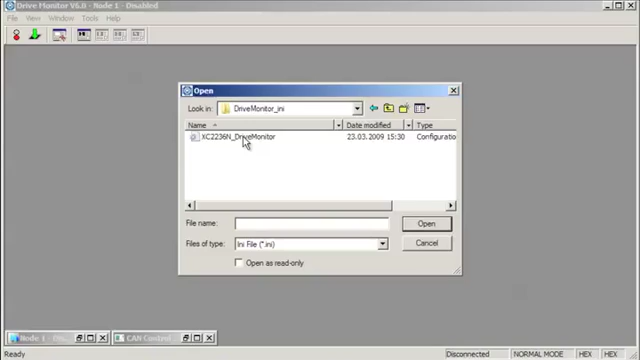 Drive Monitor V6.0 - Node 1 - Disabled
File View Window Tools Help
Open
Look in: DriveMonitor_ini
Name Date modified Type
XC2236N_DriveMonitor 23.03.2009 15:30 Configuratio
File name: Open
Files of type: Ini File (*.ini) Cancel
Open as read-only
Node 1 - Dis... CAN Control...
Ready Disconnected NORMAL MODE HEX HEX